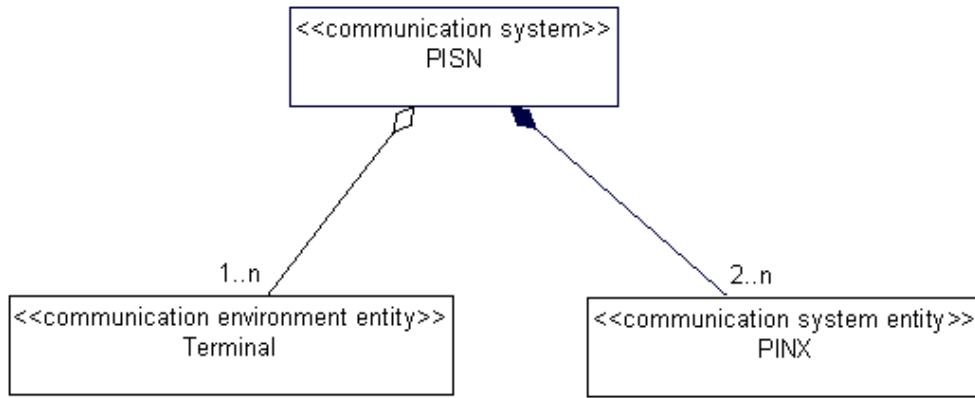 <<communication system>>
PISN
1..n
2..n
<<communication environment entity>>
Terminal
<<communication system entity>>
PINX